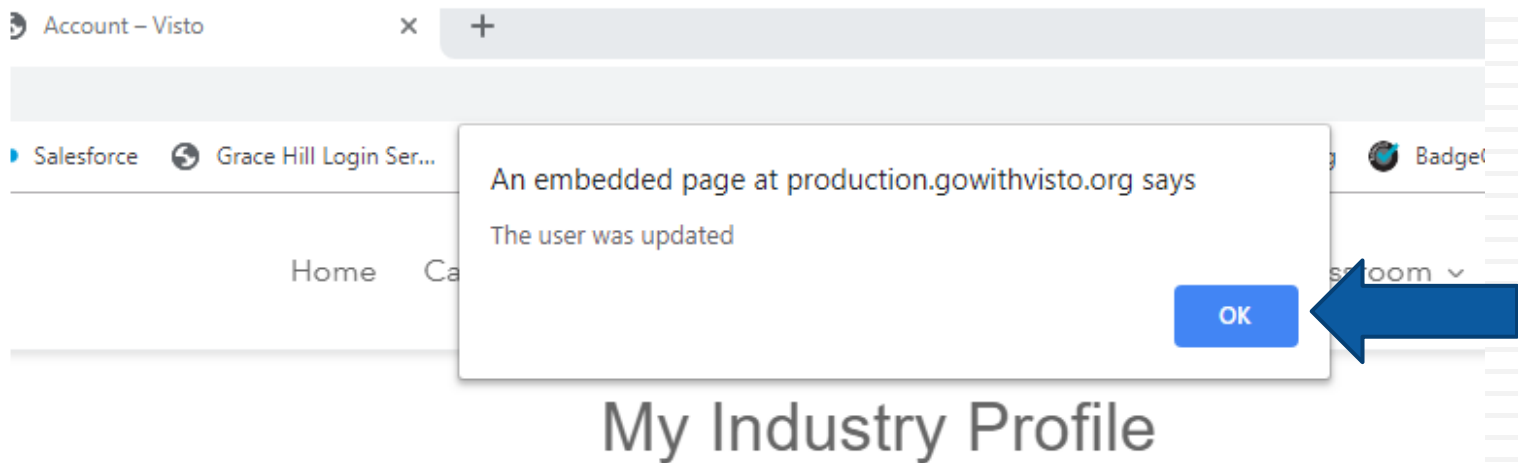 Account – Visto
Salesforce Grace Hill Login Ser...
An embedded page at production.gowithvisto.org says
The user was updated
OK
Home
My Industry Profile